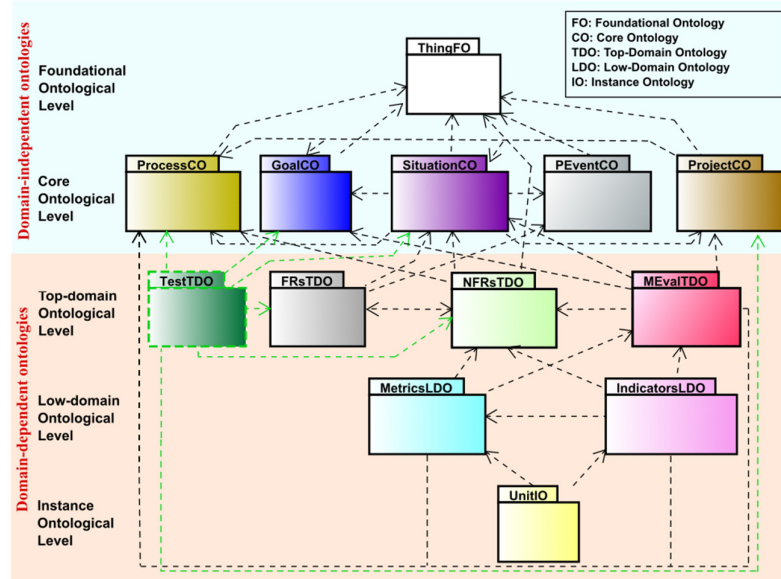 Domain-independent ontologies
Foundational
Ontological
Level
ThingFO
FO: Foundational Ontology
CO: Core Ontology
TDO: Top-Domain Ontology
LDO: Low-Domain Ontology
IO: Instance Ontology
Core
Ontological
Level
ProcessCO
GoalCO
SituationCO
PEventCO
ProjectCO
Domain-dependent ontologies
Top-domain
Ontological
Level
TestTDO
FRsTDO
NFRsTDO
MEvalTDO
Low-domain
Ontological
Level
MetricsLDO
IndicatorsLDO
Instance
Ontological
Level
UnitIO